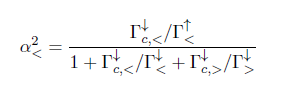 α²_< = (Γ^↓_{c,<}/Γ^↑_<) / (1 + Γ^↓_{c,<}/Γ^↓_< + Γ^↓_{c,>}/Γ^↓_>)